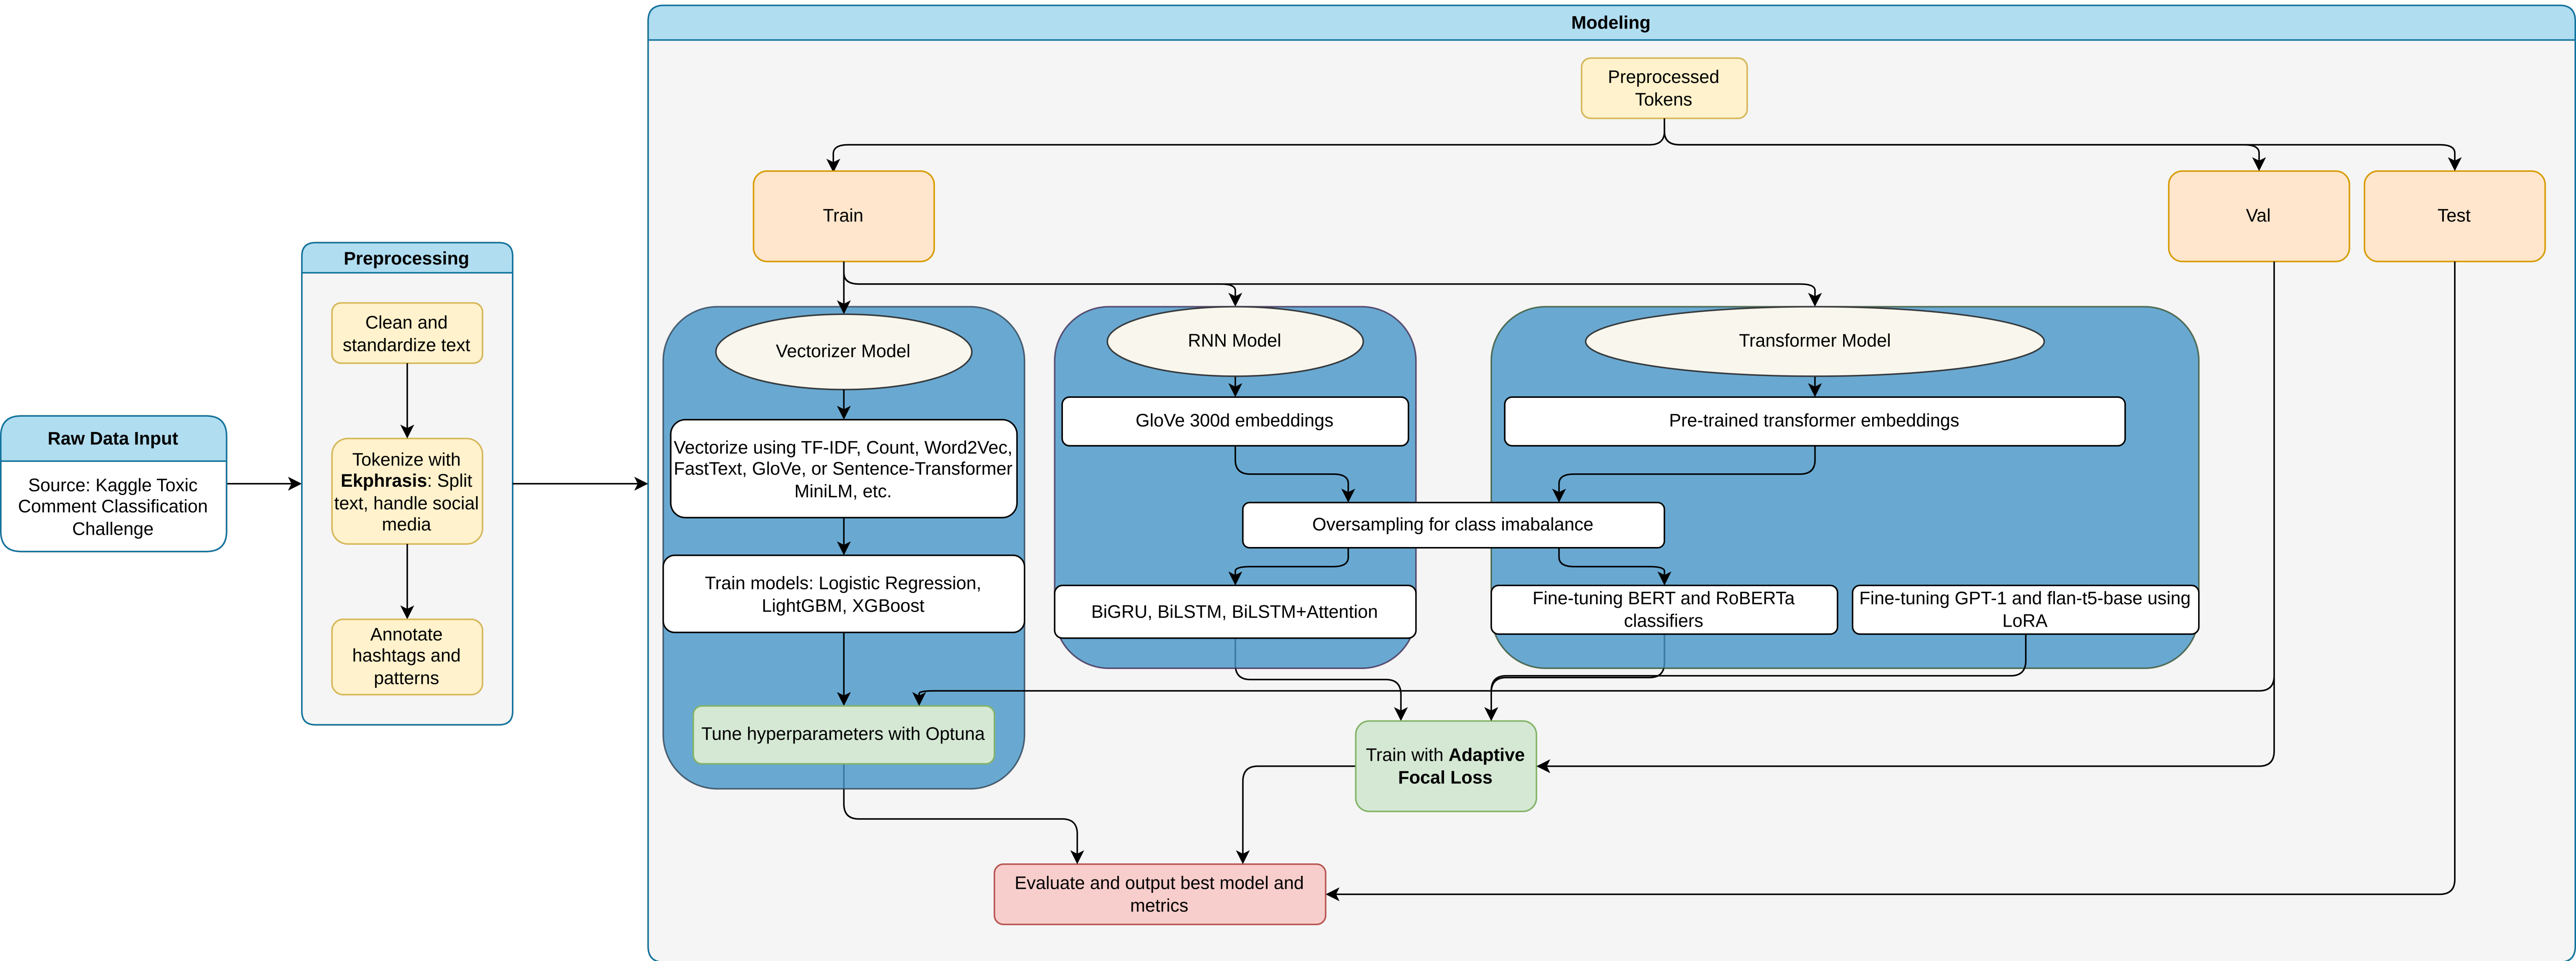 Modeling
Preprocessed
Tokens
Train
Val
Test
Preprocessing
Clean and
standardize text
Tokenize with
Ekphrasis: Split
text, handle social
media
Annotate
hashtags and
patterns
Raw Data Input
Source: Kaggle Toxic
Comment Classification
Challenge
Vectorizer Model
Vectorize using TF-IDF, Count, Word2Vec,
FastText, GloVe, or Sentence-Transformer
MiniLM, etc.
Train models: Logistic Regression,
LightGBM, XGBoost
Tune hyperparameters with Optuna
RNN Model
GloVe 300d embeddings
Transformer Model
Pre-trained transformer embeddings
Oversampling for class imabalance
BiGRU, BiLSTM, BiLSTM+Attention
Fine-tuning BERT and RoBERTa
classifiers
Fine-tuning GPT-1 and flan-t5-base using
LoRA
Train with Adaptive
Focal Loss
Evaluate and output best model and
metrics